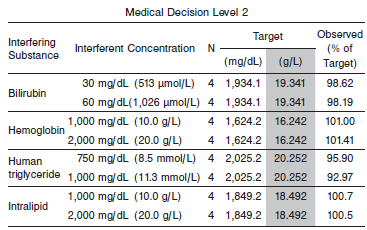 Medical Decision Level 2
Interfering Substance Interferent Concentration N Target Observed (% of Target)
(mg/dL) (g/L)
Bilirubin 30 mg/dL (513 µmol/L) 4 1,934.1 19.341 98.62
60 mg/dL(1,026 µmol/L) 4 1,934.1 19.341 98.19
Hemoglobin 1,000 mg/dL (10.0 g/L) 4 1,624.2 16.242 101.00
2,000 mg/dL (20.0 g/L) 4 1,624.2 16.242 101.41
Human triglyceride 750 mg/dL (8.5 mmol/L) 4 2,025.2 20.252 95.90
1,000 mg/dL (11.3 mmol/L) 4 2,025.2 20.252 92.97
Intralipid 1,000 mg/dL (10.0 g/L) 4 1,849.2 18.492 100.7
2,000 mg/dL (20.0 g/L) 4 1,849.2 18.492 100.5